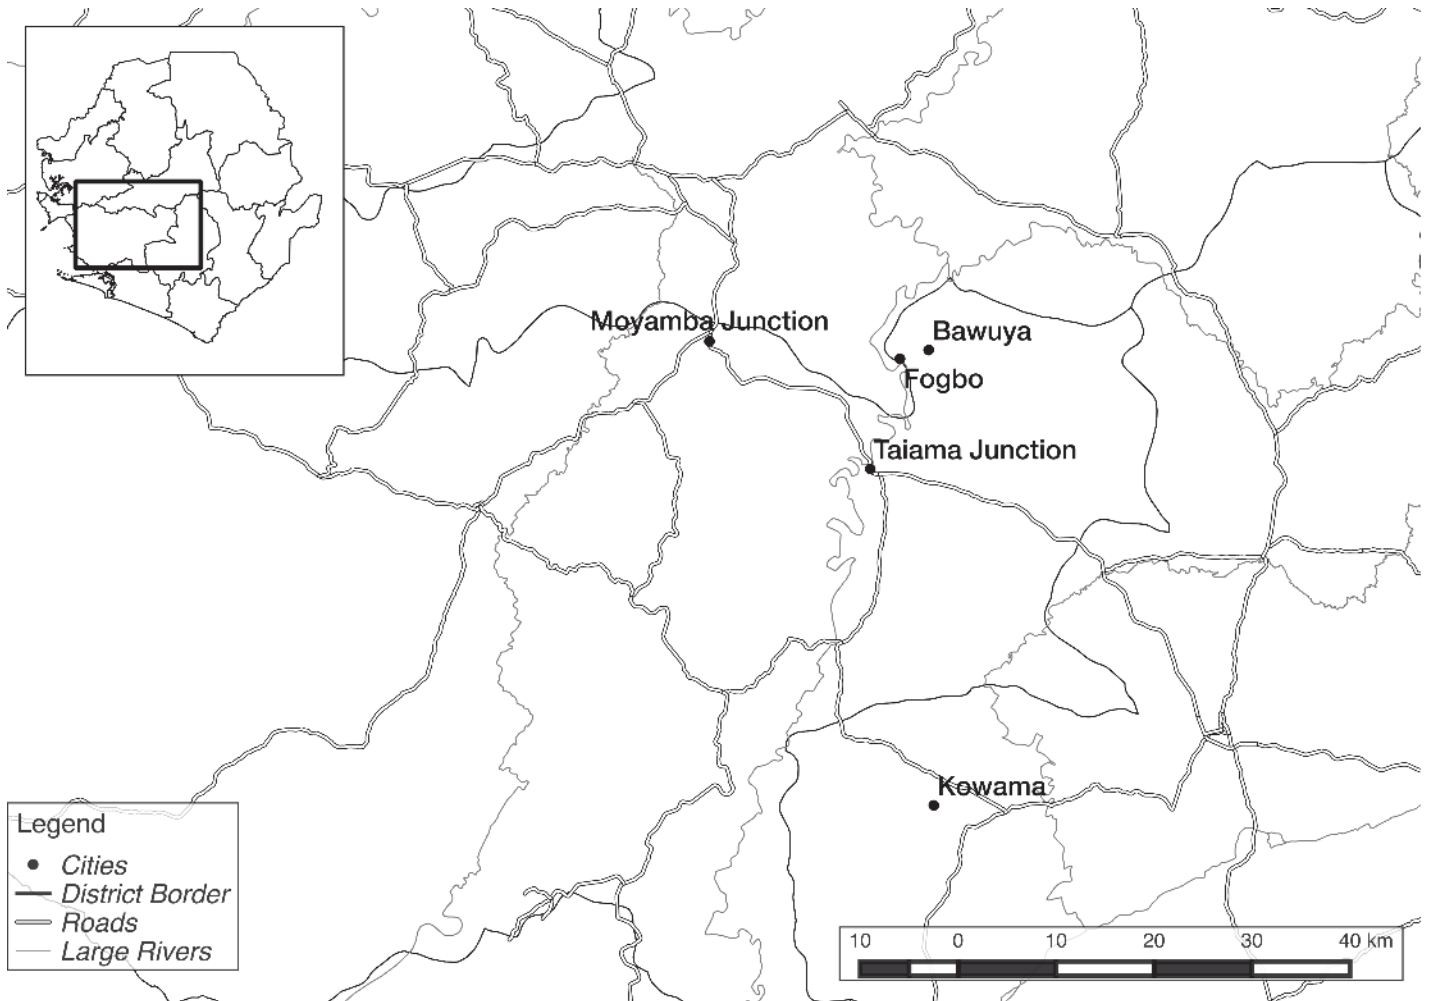 Moyamba Junction
Bawuya
Fogbo
Taiama Junction
Kowama
Legend
Cities
District Border
Roads
Large Rivers
10 0 10 20 30 40 km